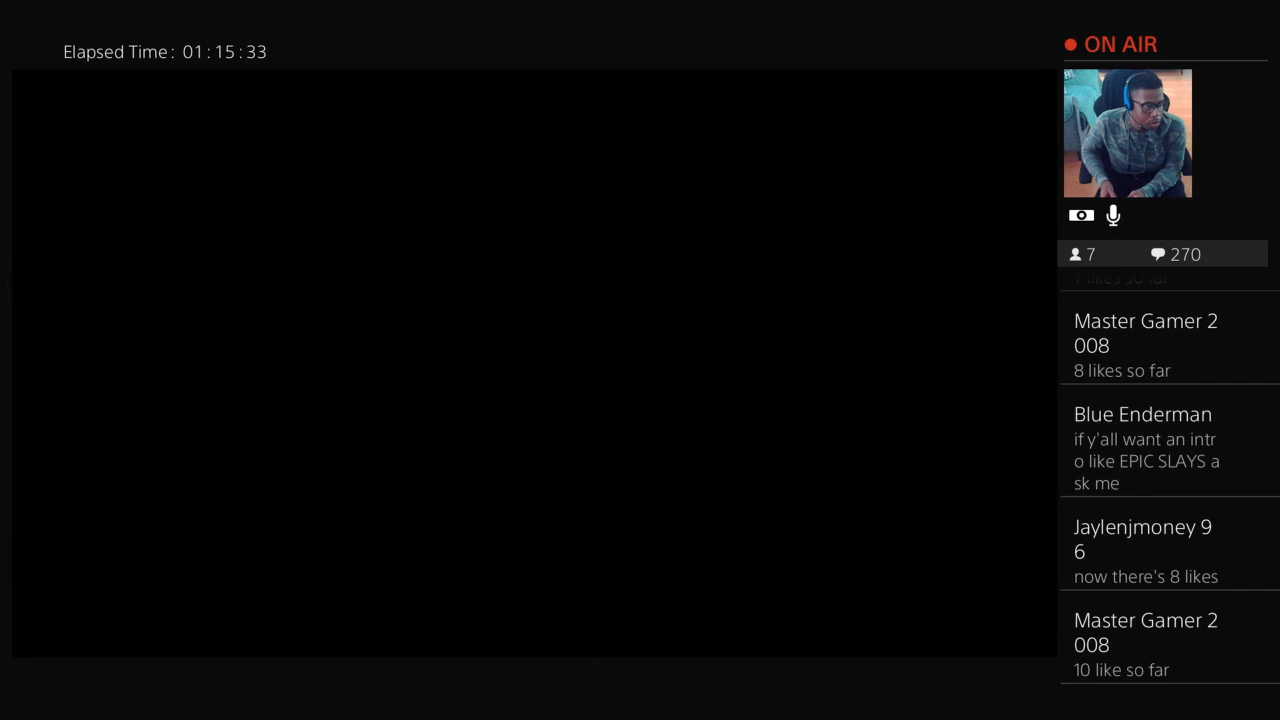 Elapsed Time: 01:15:33
ON AIR
7 270
Master Gamer 2
008
8 likes so far
Blue Enderman
if y'all want an intr
o like EPIC SLAYS a
sk me
Jaylenjmoney 9
6
now there's 8 likes
Master Gamer 2
008
10 like so far